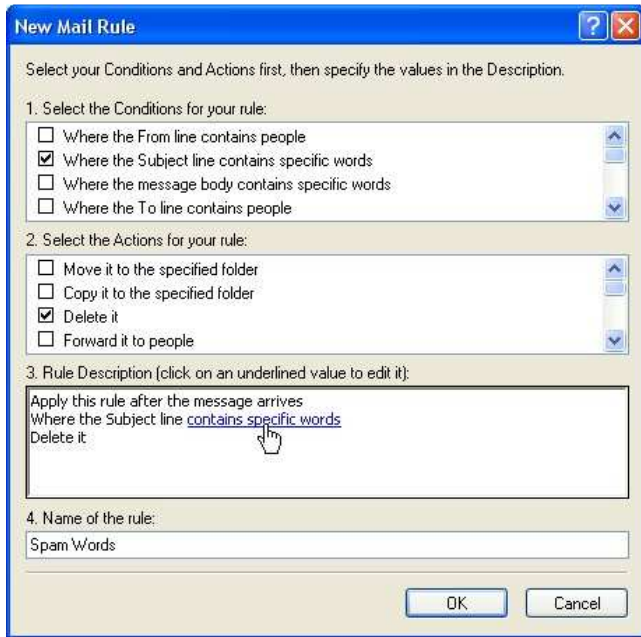 New Mail Rule
Select your Conditions and Actions first, then specify the values in the Description.
1. Select the Conditions for your rule:
Where the From line contains people
Where the Subject line contains specific words
Where the message body contains specific words
Where the To line contains people
2. Select the Actions for your rule:
Move it to the specified folder
Copy it to the specified folder
Delete it
Forward it to people
3. Rule Description (click on an underlined value to edit it):
Apply this rule after the message arrives
Where the Subject line contains specific words
Delete it
4. Name of the rule:
Spam Words
OK Cancel